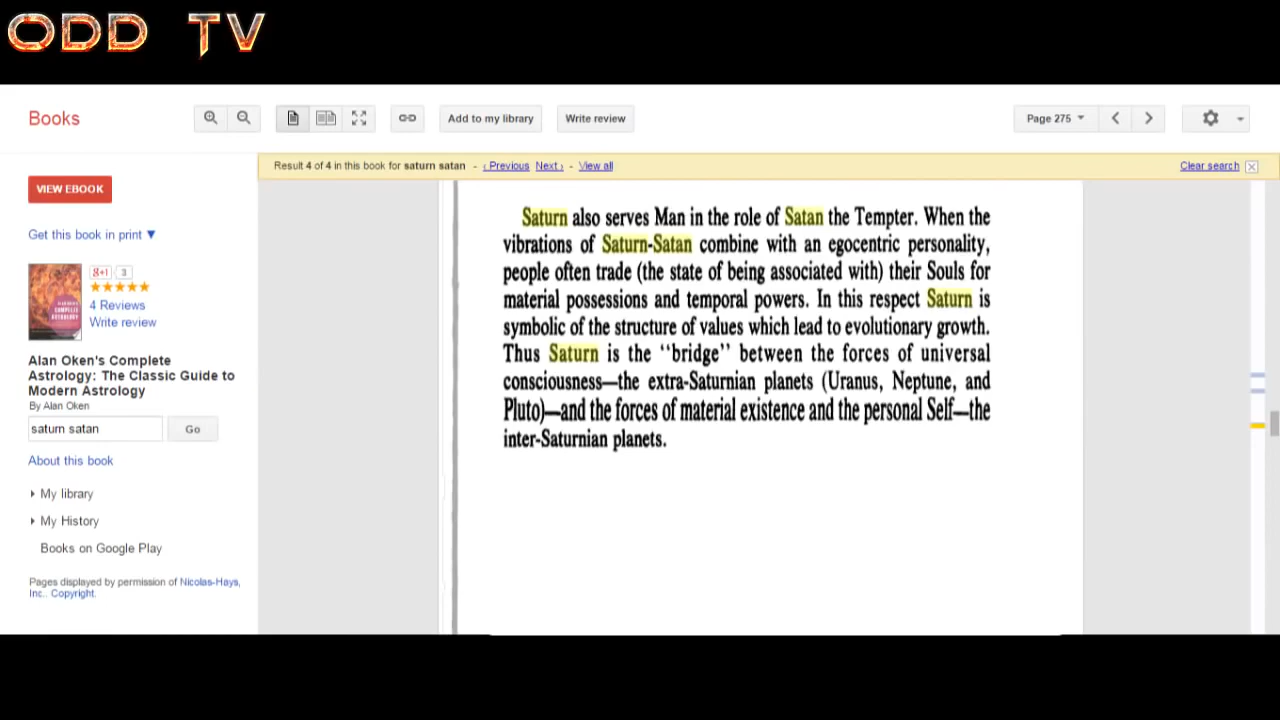 ODD TV
Books
Add to my library
Write review
Page 275
Result 4 of 4 in this book for saturn satan - ‹ Previous Next › - View all
Clear search
VIEW EBOOK
Get this book in print ▼
g+1 3
4 Reviews
Write review
Alan Oken's Complete
Astrology: The Classic Guide to
Modern Astrology
By Alan Oken
saturn satan
Go
About this book
My library
My History
Books on Google Play
Pages displayed by permission of Nicolas-Hays,
Inc.. Copyright.
Saturn also serves Man in the role of Satan the Tempter. When the
vibrations of Saturn-Satan combine with an egocentric personality,
people often trade (the state of being associated with) their Souls for
material possessions and temporal powers. In this respect Saturn is
symbolic of the structure of values which lead to evolutionary growth.
Thus Saturn is the "bridge" between the forces of universal
consciousness—the extra-Saturnian planets (Uranus, Neptune, and
Pluto)—and the forces of material existence and the personal Self—the
inter-Saturnian planets.